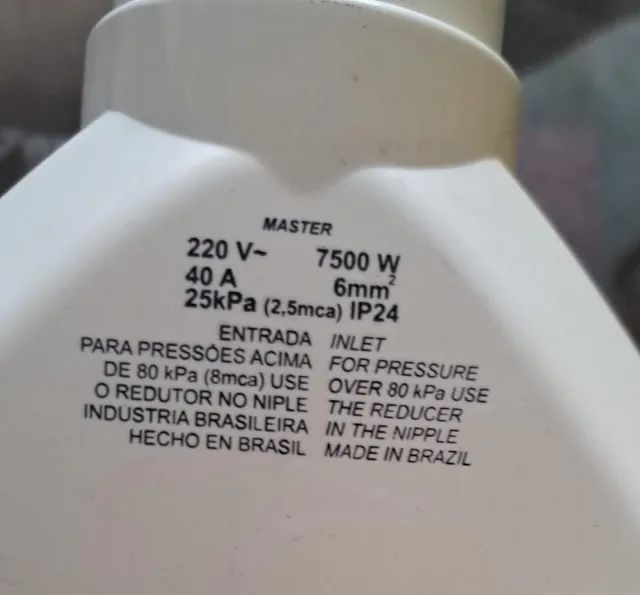 MASTER
220 V~ 7500 W
40 A 6mm²
25kPa (2,5mca) IP24
ENTRADA INLET
PARA PRESSÕES ACIMA FOR PRESSURE
DE 80 kPa (8mca) USE OVER 80 kPa USE
O REDUTOR NO NIPLE THE REDUCER
INDÚSTRIA BRASILEIRA IN THE NIPPLE
HECHO EN BRASIL MADE IN BRAZIL